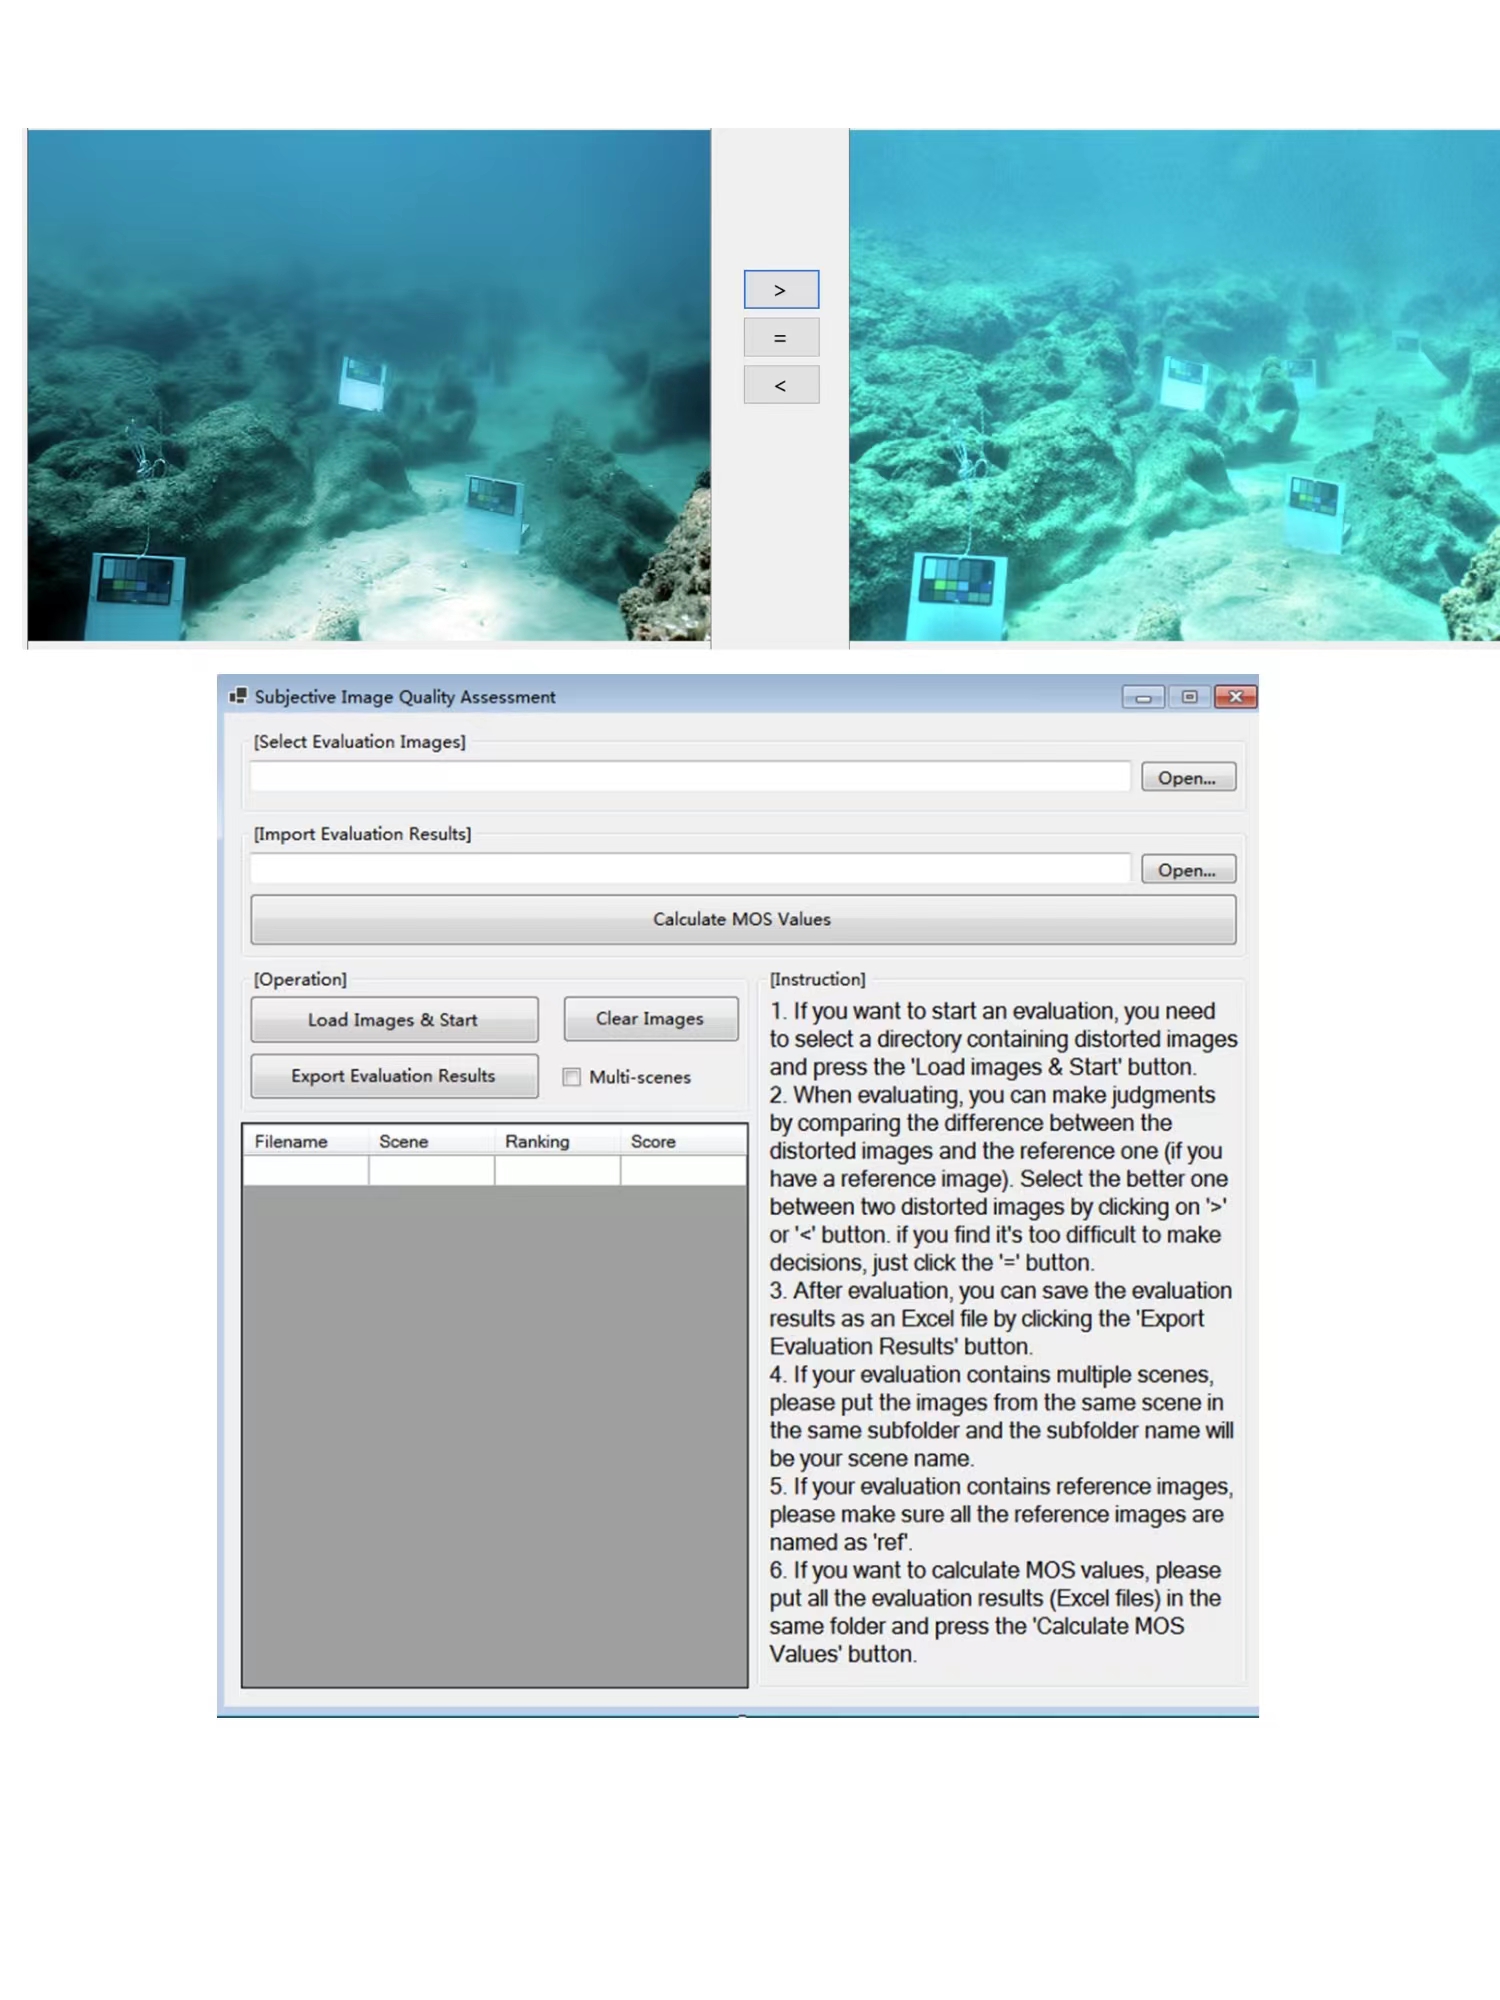 >
=
<
Subjective Image Quality Assessment
[Select Evaluation Images]
Open...
[Import Evaluation Results]
Open...
Calculate MOS Values
[Operation]
Load Images & Start
Clear Images
Export Evaluation Results
Multi-scenes
Filename Scene Ranking Score
[Instruction]
1. If you want to start an evaluation, you need
to select a directory containing distorted images
and press the 'Load images & Start' button.
2. When evaluating, you can make judgments
by comparing the difference between the
distorted images and the reference one (if you
have a reference image). Select the better one
between two distorted images by clicking on '>'
or '<' button. if you find it's too difficult to make
decisions, just click the '=' button.
3. After evaluation, you can save the evaluation
results as an Excel file by clicking the 'Export
Evaluation Results' button.
4. If your evaluation contains multiple scenes,
please put the images from the same scene in
the same subfolder and the subfolder name will
be your scene name.
5. If your evaluation contains reference images,
please make sure all the reference images are
named as 'ref'.
6. If you want to calculate MOS values, please
put all the evaluation results (Excel files) in the
same folder and press the 'Calculate MOS
Values' button.